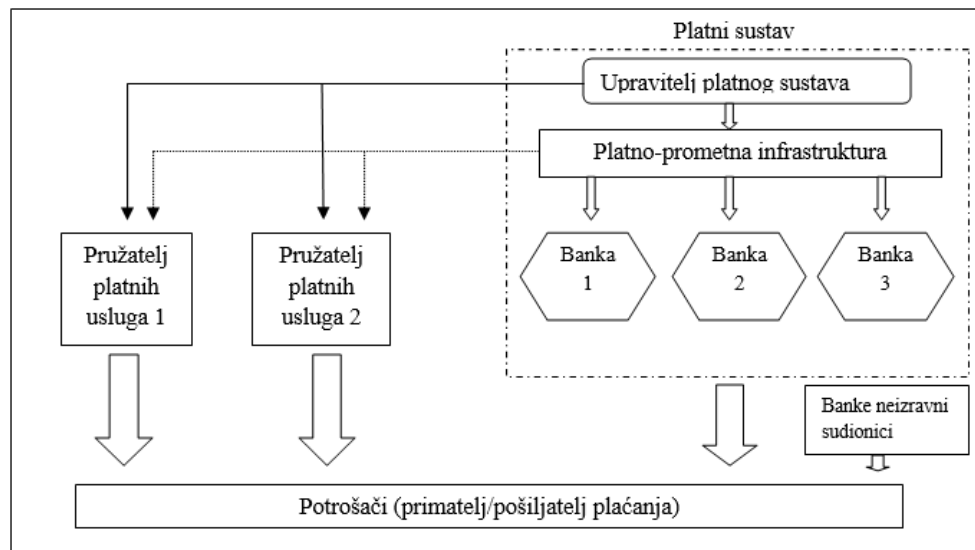 Platni sustav
Upravitelj platnog sustava
Platno-prometna infrastruktura
Pružatelj
platnih
usluga 1
Pružatelj
platnih
usluga 2
Banka
1
Banka
2
Banka
3
Banke neizravni
sudionici
Potrošači (primatelj/pošiljatelj plaćanja)